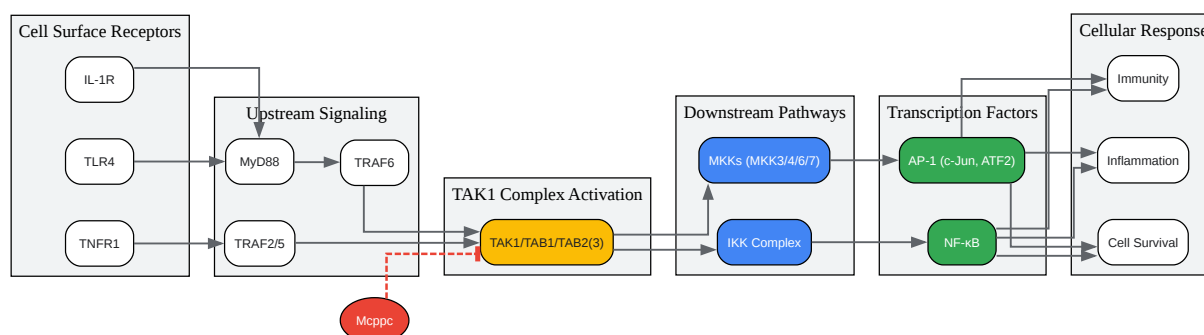 Cell Surface Receptors
IL-1R
TLR4
TNFR1
Upstream Signaling
MyD88
TRAF6
TRAF2/5
TAK1 Complex Activation
TAK1/TAB1/TAB2(3)
Mcppc
Downstream Pathways
MKKs (MKK3/4/6/7)
IKK Complex
Transcription Factors
AP-1 (c-Jun, ATF2)
NF-κB
Cellular Response
Immunity
Inflammation
Cell Survival